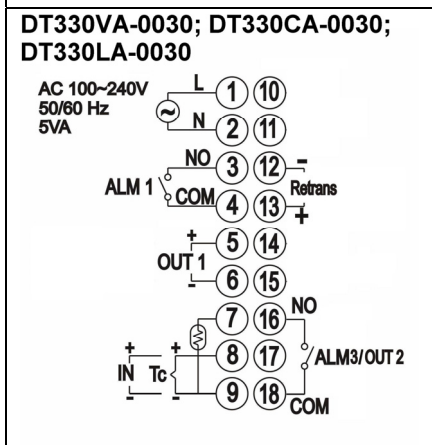 DT330VA-0030; DT330CA-0030;
DT330LA-0030
AC 100~240V
50/60 Hz
5VA
L
N
1 10
2 11
NO 3 12 -
ALM 1
Retrans
COM 4 13 +
+ 5 14
OUT 1
- 6 15
7 16 NO
+ + 8 17 ALM3/OUT 2
IN Tc
- - 9 18 COM